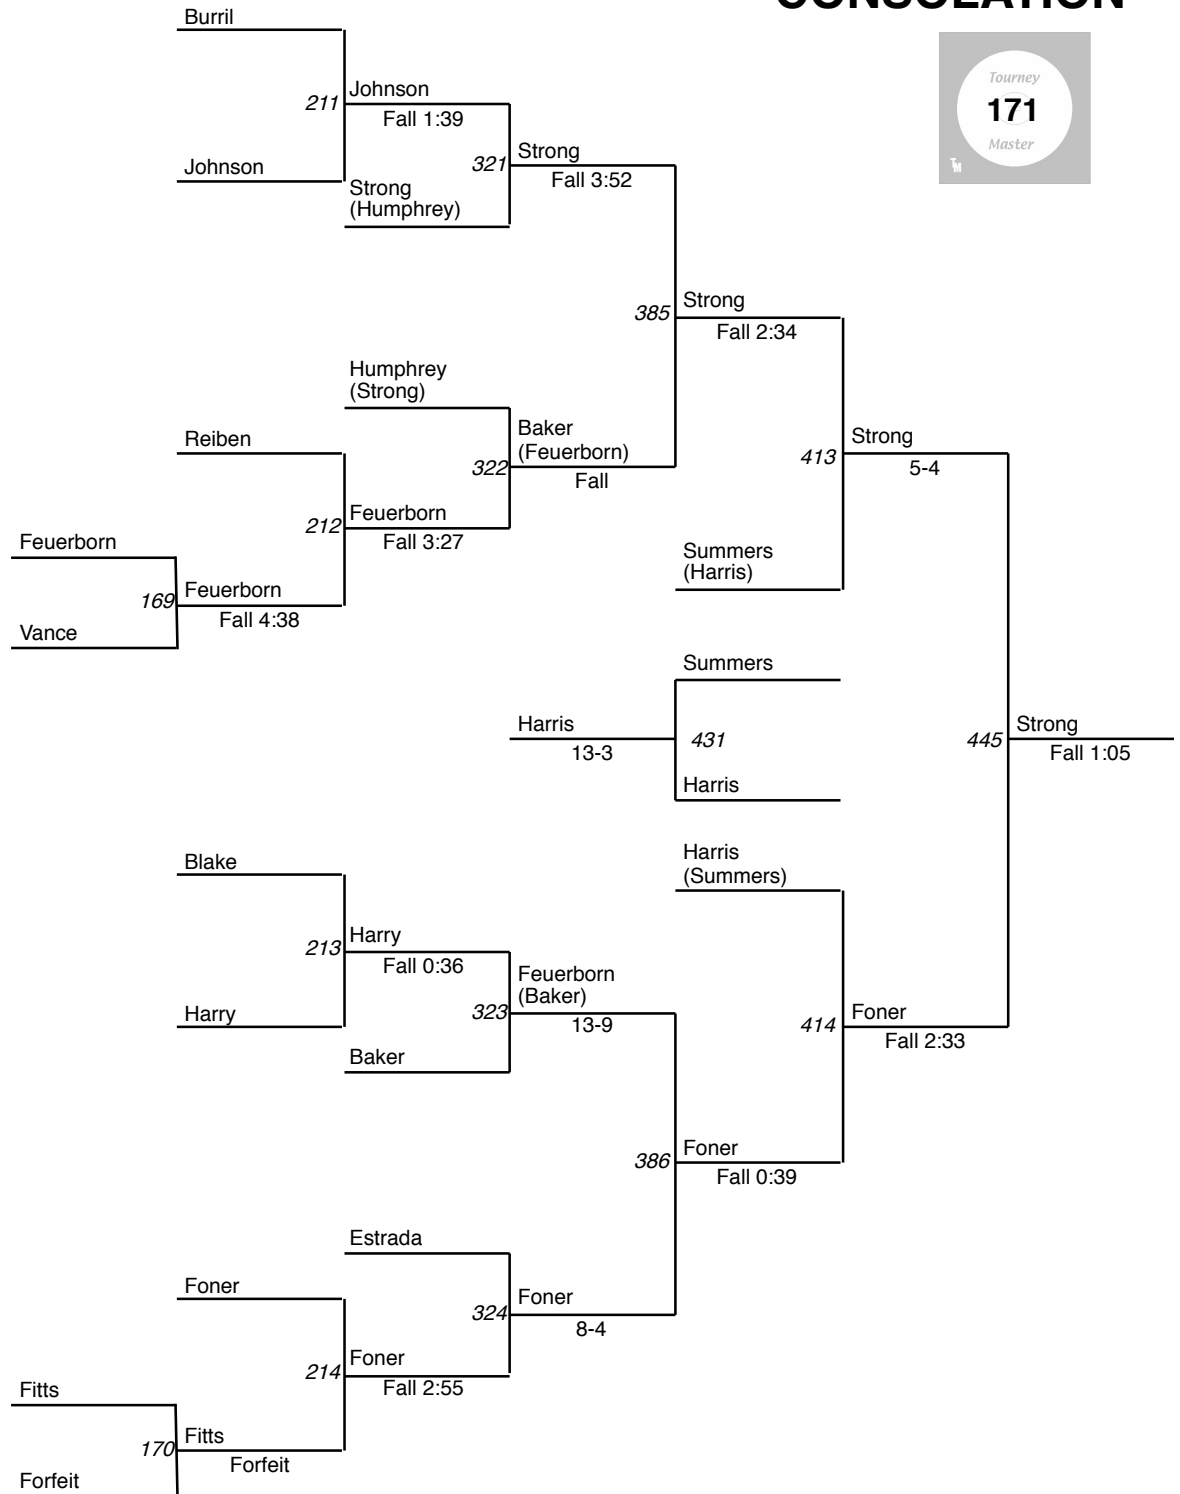 CONSOLATION
Tourney
171
Master
TM
Burril
211
Johnson
Fall 1:39
Johnson
321
Strong
Fall 3:52
Strong
(Humphrey)
385
Strong
Fall 2:34
Humphrey
(Strong)
Reiben
322
Baker
(Feuerborn)
Fall
413
Strong
5-4
212
Feuerborn
Fall 3:27
Feuerborn
169
Feuerborn
Fall 4:38
Vance
Summers
(Harris)
Summers
Harris
13-3
431
Harris
445
Strong
Fall 1:05
Harris
(Summers)
Blake
213
Harry
Fall 0:36
Harry
323
Feuerborn
(Baker)
13-9
Baker
414
Foner
Fall 2:33
386
Foner
Fall 0:39
Estrada
Foner
324
Foner
8-4
214
Foner
Fall 2:55
Fitts
170
Fitts
Forfeit
Forfeit